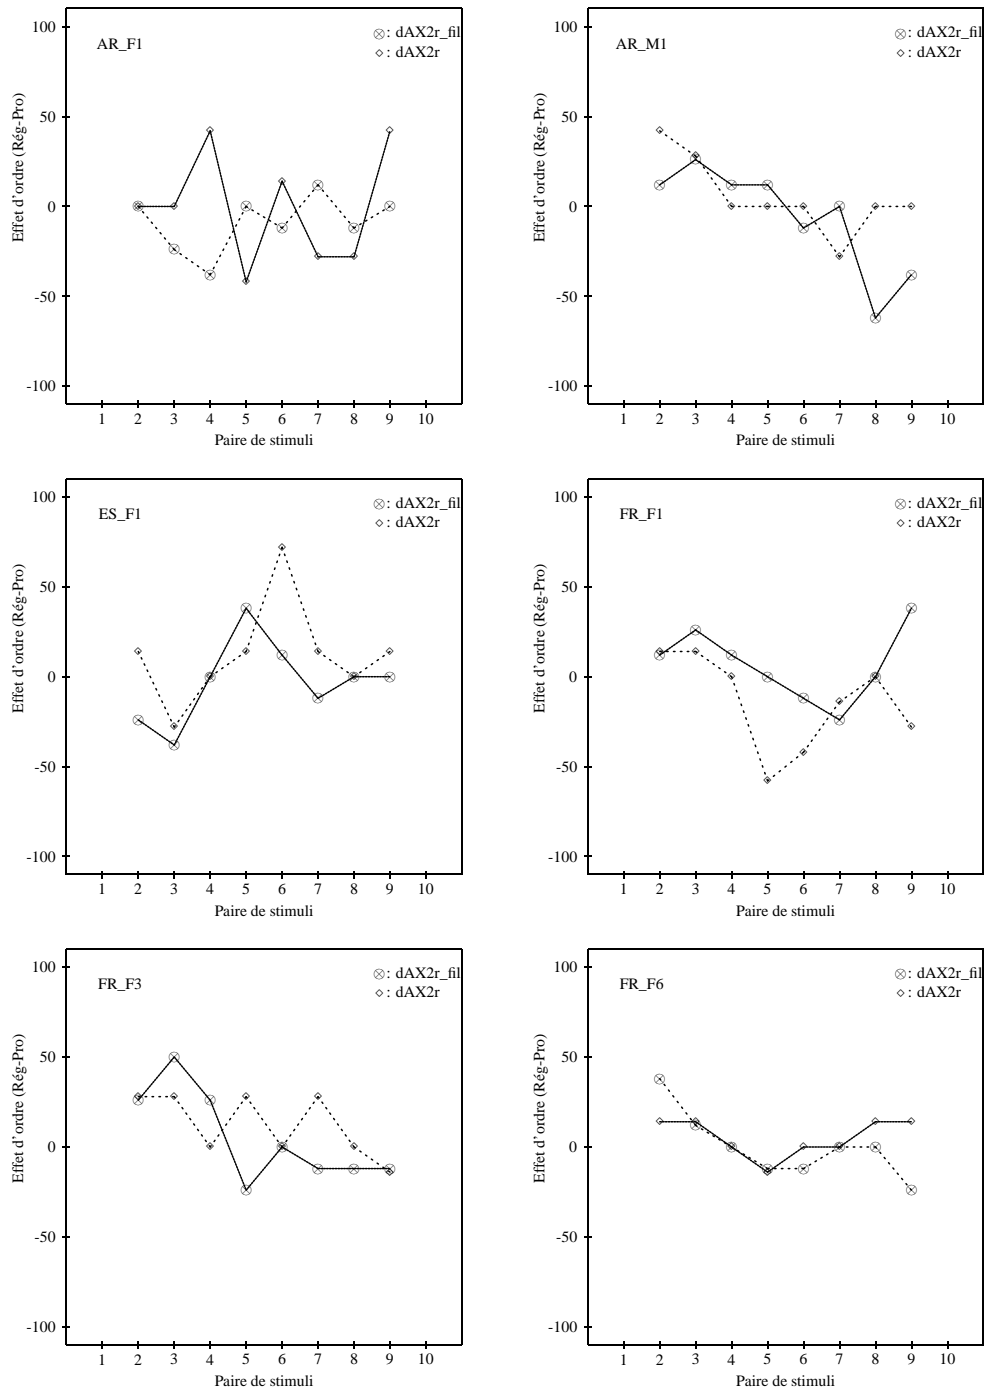 AR_F1
: dAX2r_fil
: dAX2r
100
50
0
-50
-100
Effet d'ordre (Rég-Pro)
1 2 3 4 5 6 7 8 9 10
Paire de stimuli
AR_M1
: dAX2r_fil
: dAX2r
100
50
0
-50
-100
Effet d'ordre (Rég-Pro)
1 2 3 4 5 6 7 8 9 10
Paire de stimuli
ES_F1
: dAX2r_fil
: dAX2r
100
50
0
-50
-100
Effet d'ordre (Rég-Pro)
1 2 3 4 5 6 7 8 9 10
Paire de stimuli
FR_F1
: dAX2r_fil
: dAX2r
100
50
0
-50
-100
Effet d'ordre (Rég-Pro)
1 2 3 4 5 6 7 8 9 10
Paire de stimuli
FR_F3
: dAX2r_fil
: dAX2r
100
50
0
-50
-100
Effet d'ordre (Rég-Pro)
1 2 3 4 5 6 7 8 9 10
Paire de stimuli
FR_F6
: dAX2r_fil
: dAX2r
100
50
0
-50
-100
Effet d'ordre (Rég-Pro)
1 2 3 4 5 6 7 8 9 10
Paire de stimuli